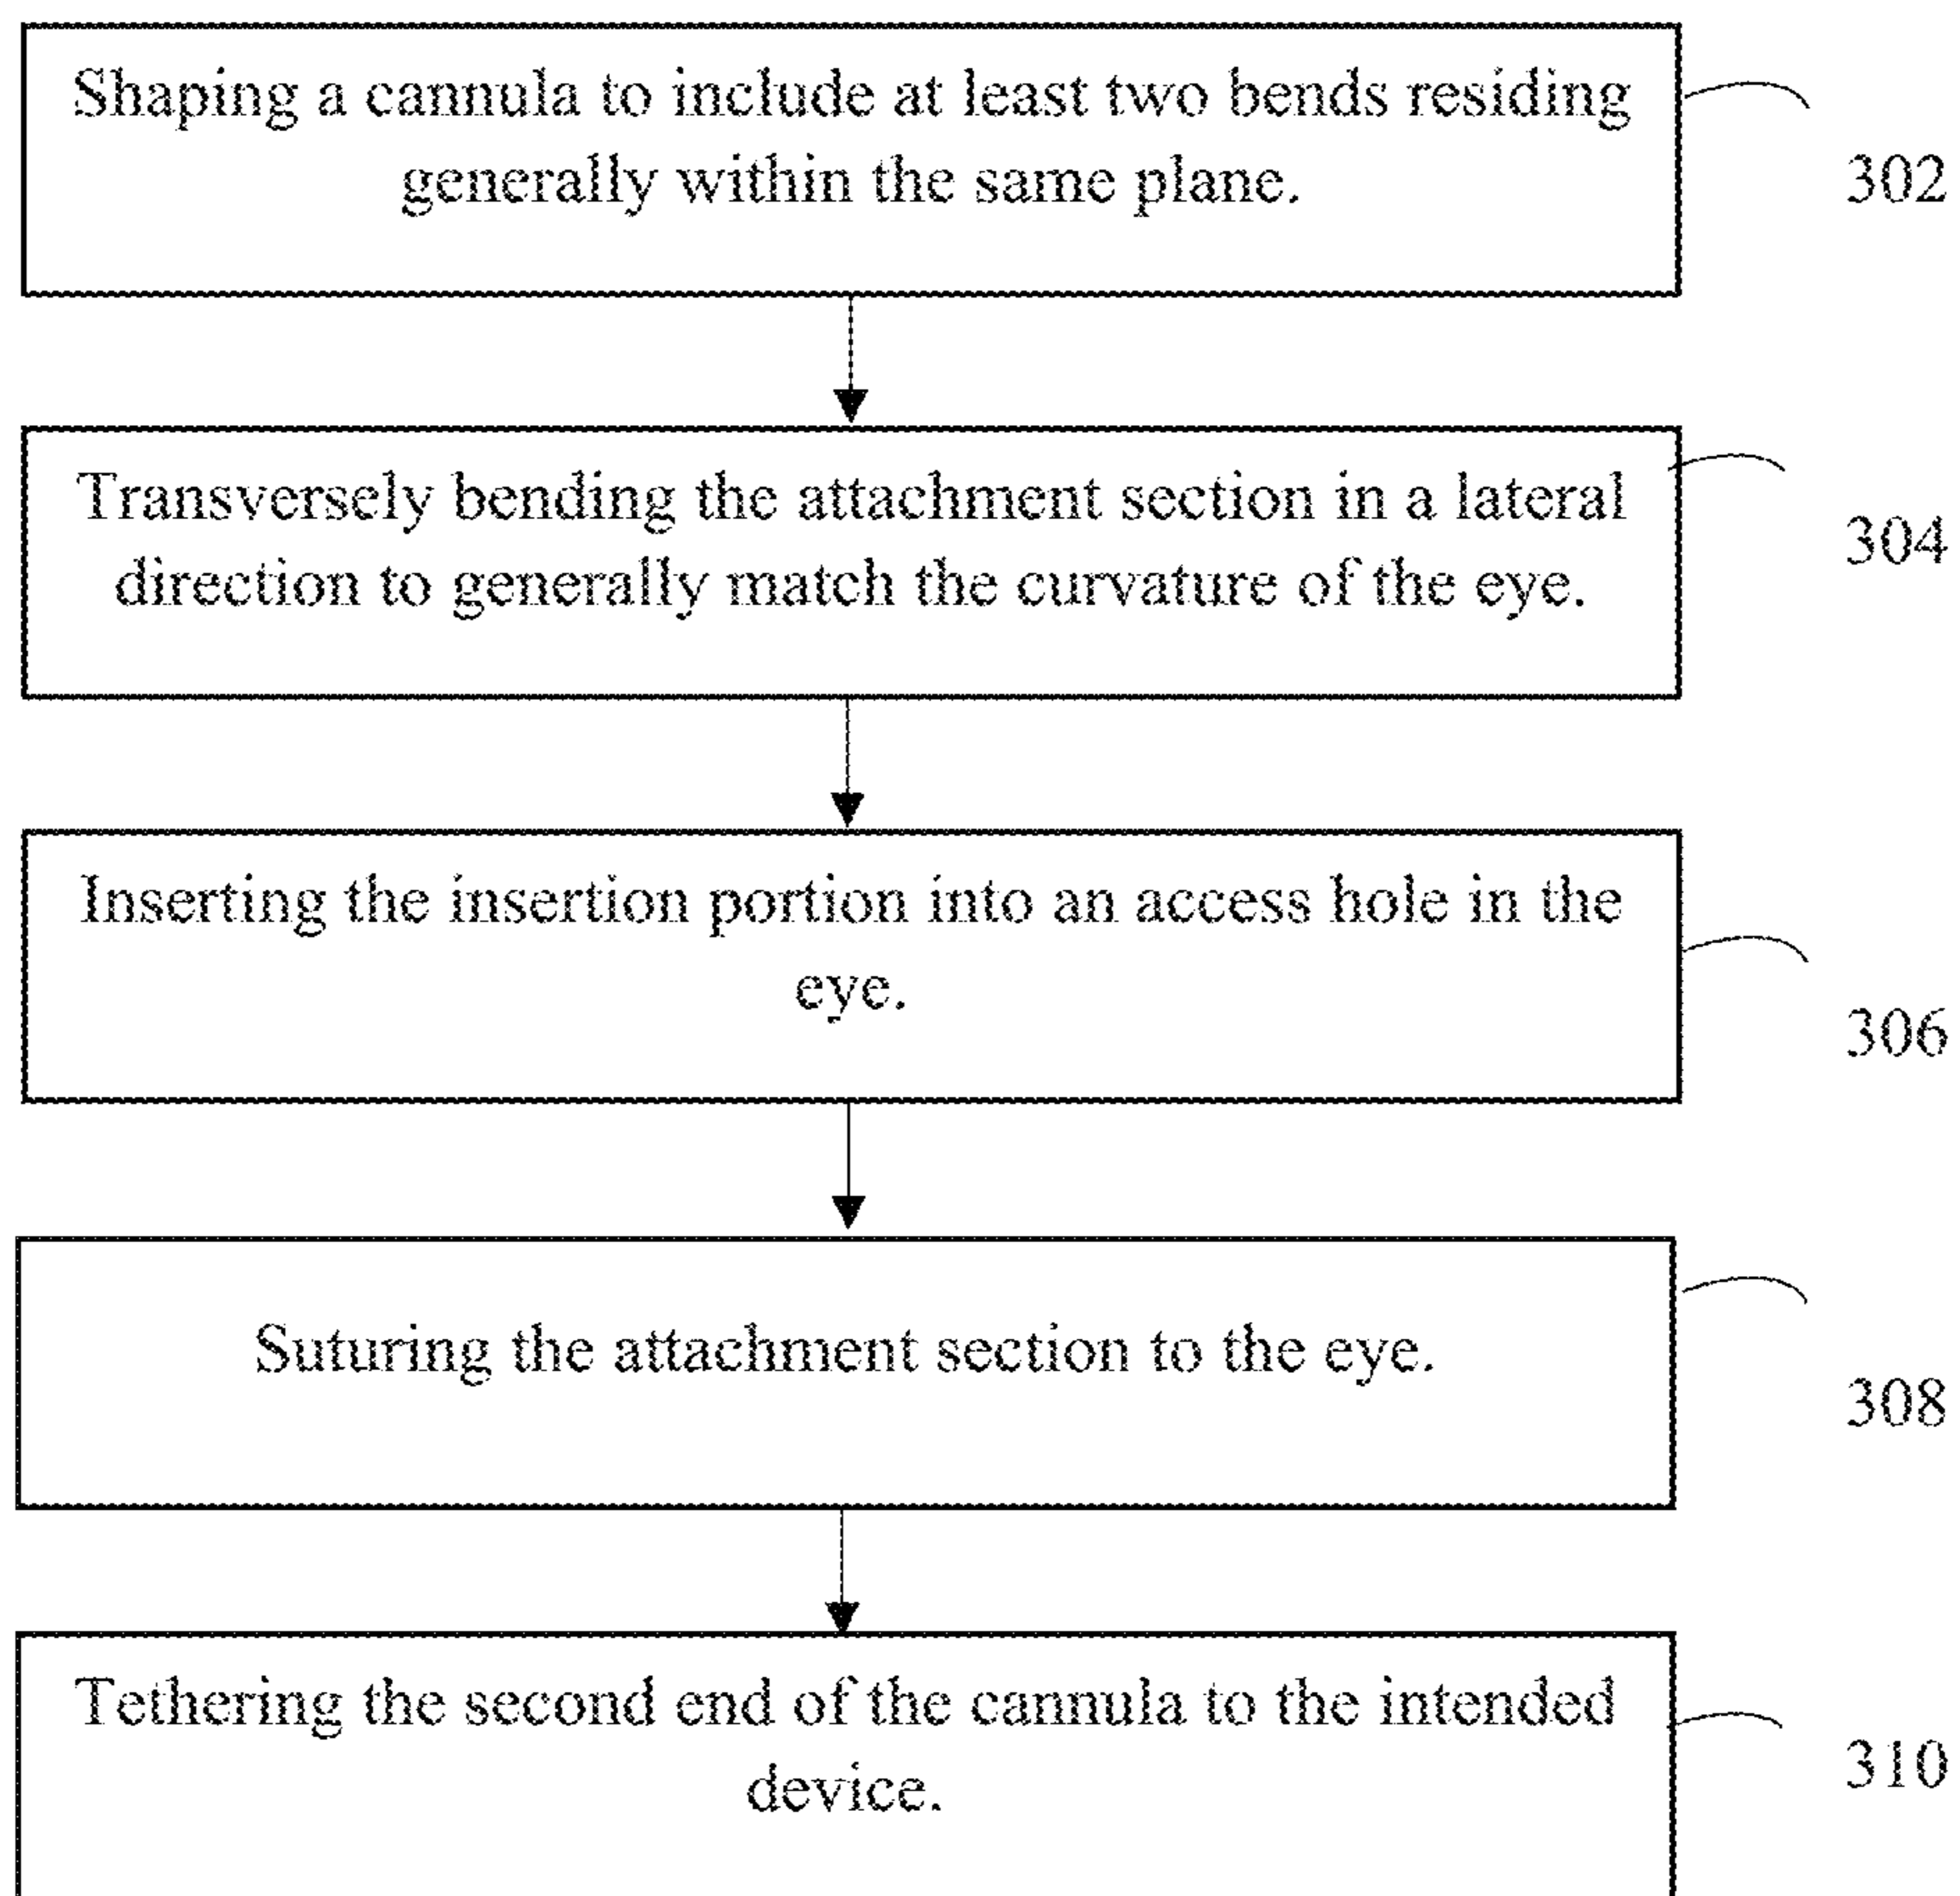 Shaping a cannula to include at least two bends residing
generally within the same plane.
302
Transversely bending the attachment section in a lateral
direction to generally match the curvature of the eye.
304
Inserting the insertion portion into an access hole in the
eye.
306
Suturing the attachment section to the eye.
308
Tethering the second end of the cannula to the intended
device.
310